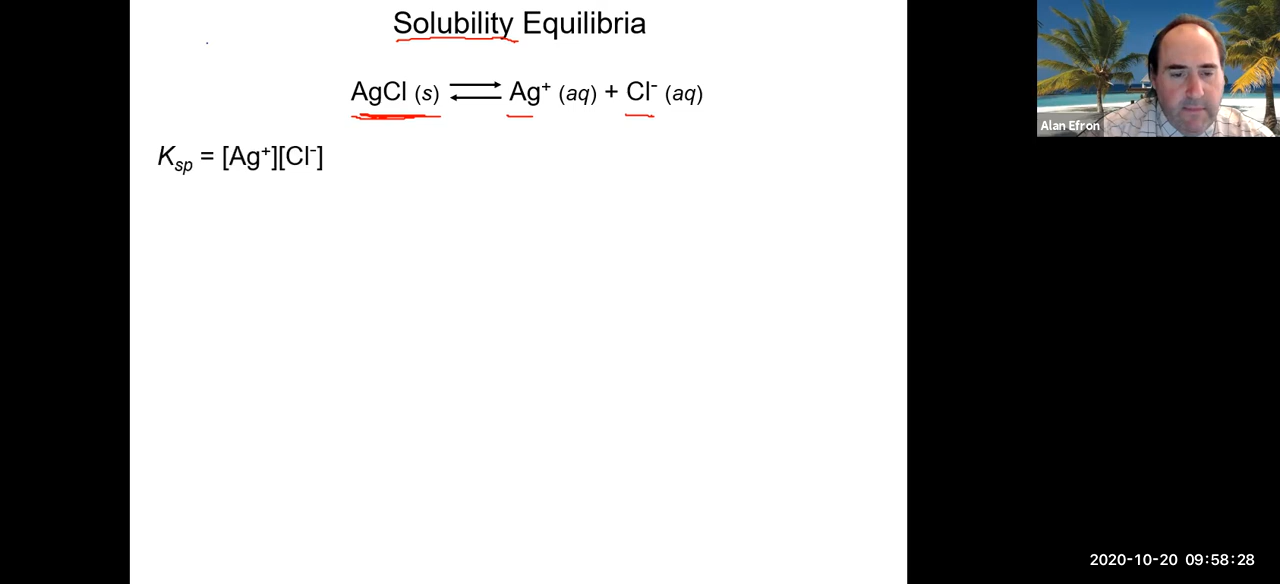 Solubility Equilibria
AgCl (s) ⇌ Ag⁺ (aq) + Cl⁻ (aq)
Kₛₚ = [Ag⁺][Cl⁻]
Alan Efron
2020-10-20 09:58:28